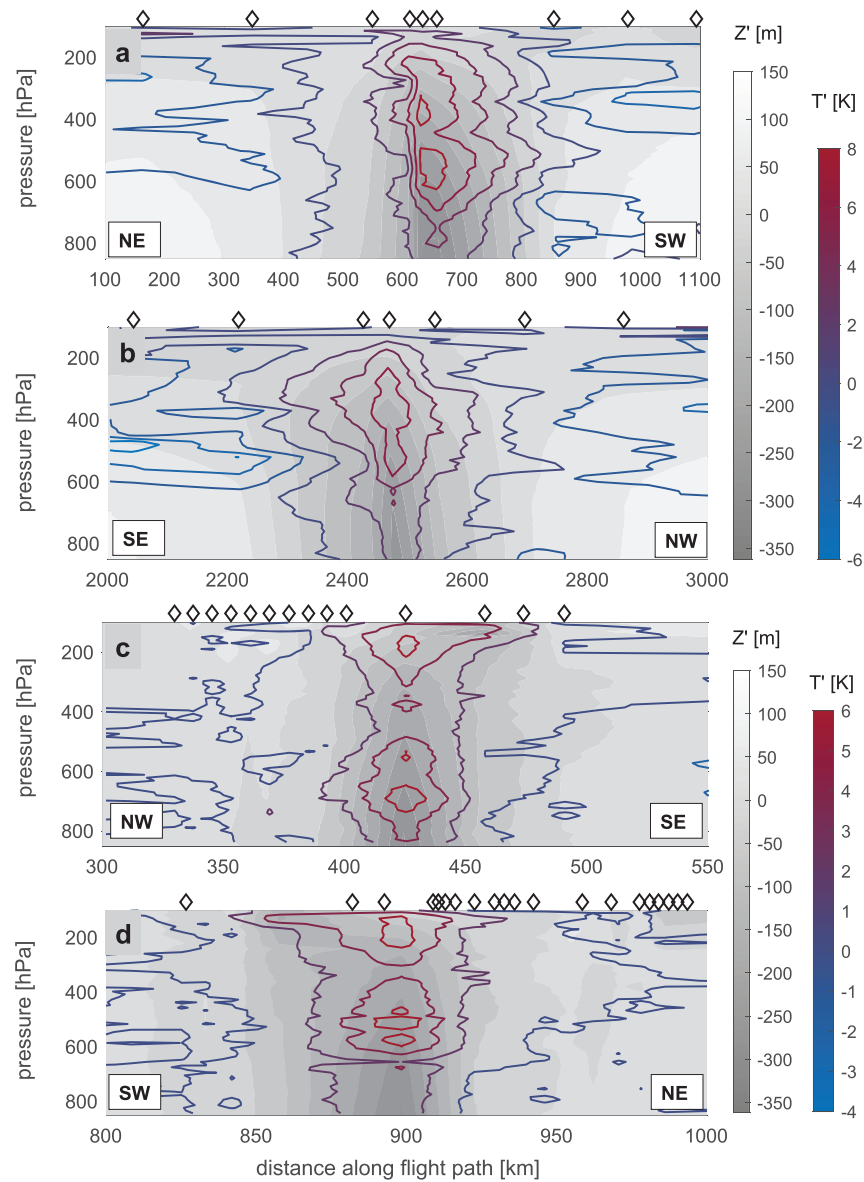 Z' [m]
T' [K]
a
pressure [hPa]
200
400
600
800
NE
SW
100 200 300 400 500 600 700 800 900 1000 1100
b
pressure [hPa]
200
400
600
800
SE
NW
2000 2200 2400 2600 2800 3000
150
100
50
0
-50
-100
-150
-200
-250
-300
-350
8
6
4
2
0
-2
-4
-6
Z' [m]
T' [K]
c
pressure [hPa]
200
400
600
800
NW
SE
300 350 400 450 500 550
d
pressure [hPa]
200
400
600
800
SW
NE
800 850 900 950 1000
distance along flight path [km]
150
100
50
0
-50
-100
-150
-200
-250
-300
-350
6
5
4
3
2
1
0
-1
-2
-3
-4